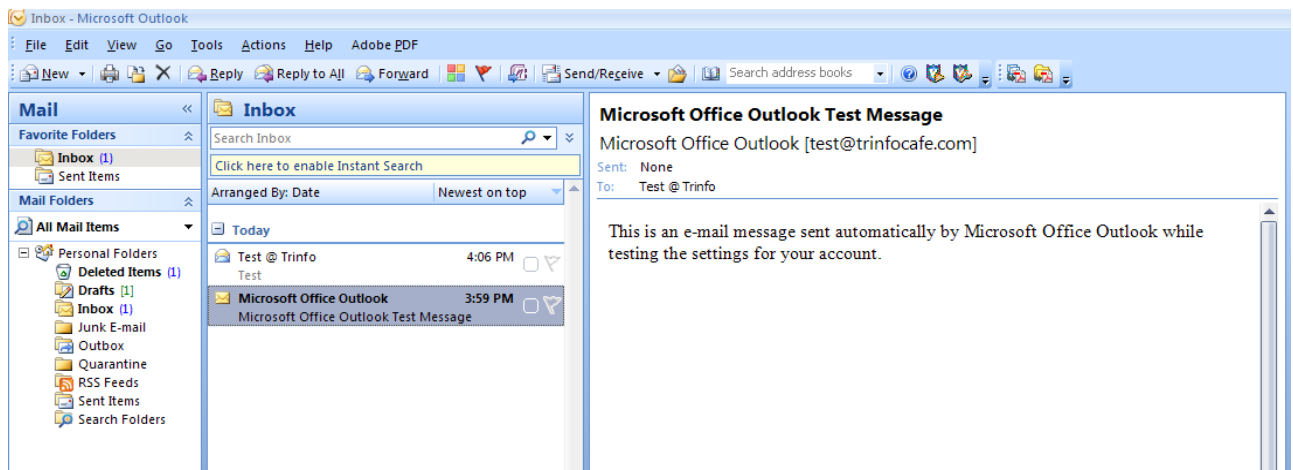 Inbox - Microsoft Outlook
File Edit View Go Tools Actions Help Adobe PDF
New Reply Reply to All Forward Send/Receive Search address books
Mail
Favorite Folders
Inbox (1)
Sent Items
Mail Folders
All Mail Items
Personal Folders
Deleted Items (1)
Drafts [1]
Inbox (1)
Junk E-mail
Outbox
Quarantine
RSS Feeds
Sent Items
Search Folders
Inbox
Search Inbox
Click here to enable Instant Search
Arranged By: Date Newest on top
Today
Test @ Trinfo 4:06 PM
Test
Microsoft Office Outlook 3:59 PM
Microsoft Office Outlook Test Message
Microsoft Office Outlook Test Message
Microsoft Office Outlook [test@trinfocafe.com]
Sent: None
To: Test @ Trinfo
This is an e-mail message sent automatically by Microsoft Office Outlook while
testing the settings for your account.